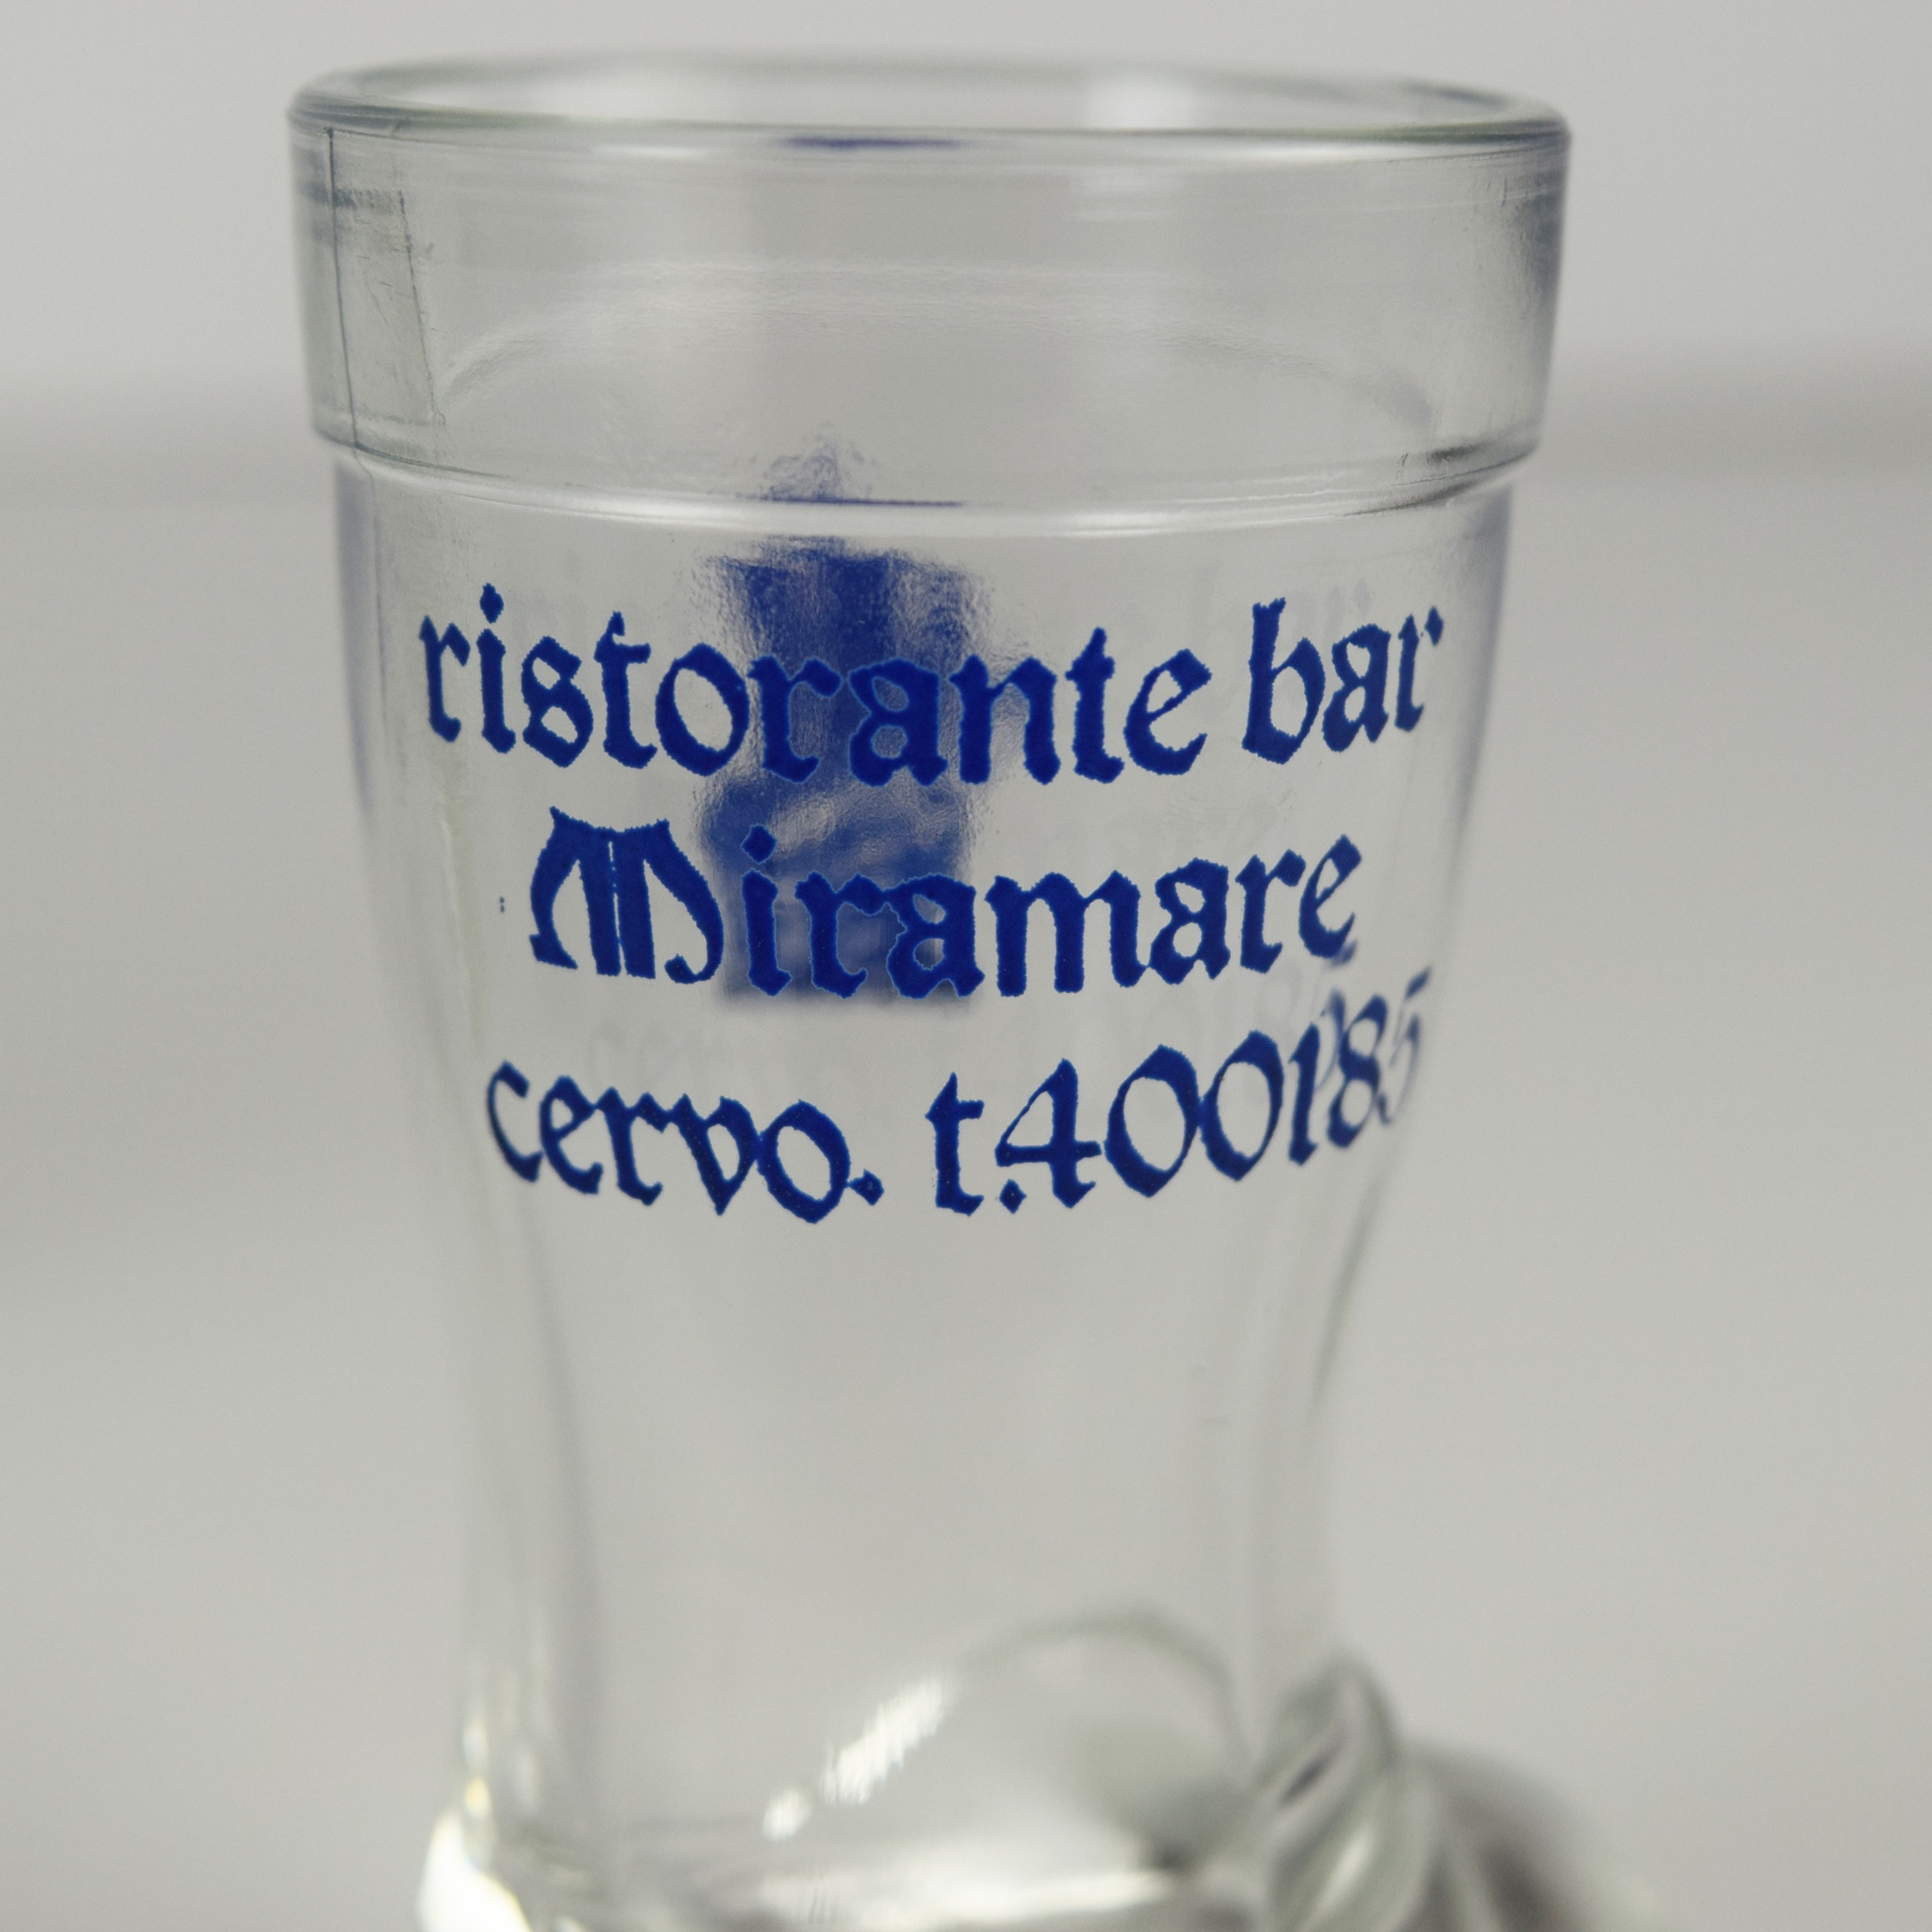 ristorante bar
Miramare
cervo. t.400185